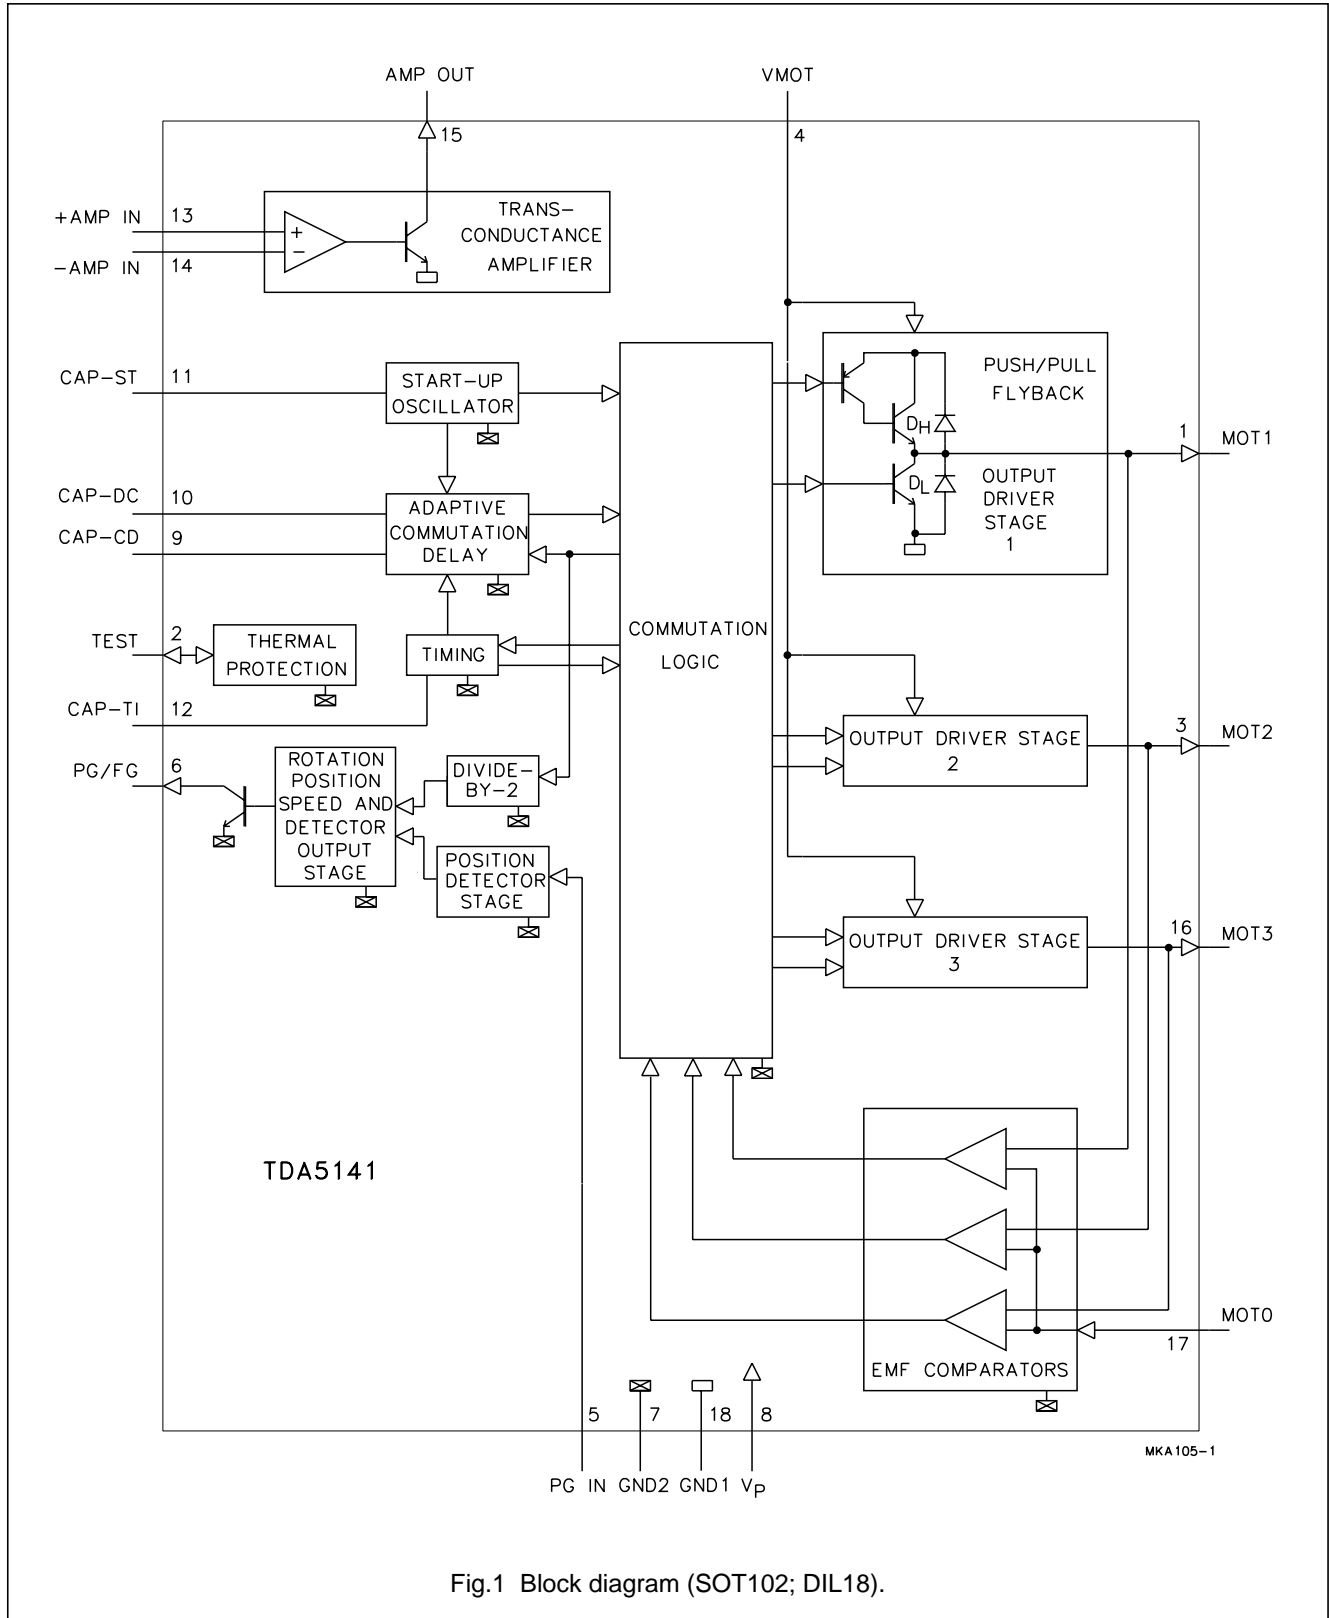 AMP OUT
VMOT
15
4
+AMP IN
13
-AMP IN
14
TRANS-
CONDUCTANCE
AMPLIFIER
+
-
CAP-ST
11
START-UP
OSCILLATOR
PUSH/PULL
FLYBACK
DH
DL
OUTPUT
DRIVER
STAGE
1
1
MOT1
CAP-DC
10
CAP-CD
9
ADAPTIVE
COMMUTATION
DELAY
TEST
2
THERMAL
PROTECTION
TIMING
COMMUTATION
LOGIC
CAP-TI
12
PG/FG
6
ROTATION
POSITION
SPEED AND
DETECTOR
OUTPUT
STAGE
DIVIDE-
BY-2
POSITION
DETECTOR
STAGE
OUTPUT DRIVER STAGE
2
3
MOT2
OUTPUT DRIVER STAGE
3
16
MOT3
TDA5141
MOT0
17
EMF COMPARATORS
5
7
18
8
PG IN
GND2
GND1
VP
MKA105-1
Fig.1 Block diagram (SOT102; DIL18).